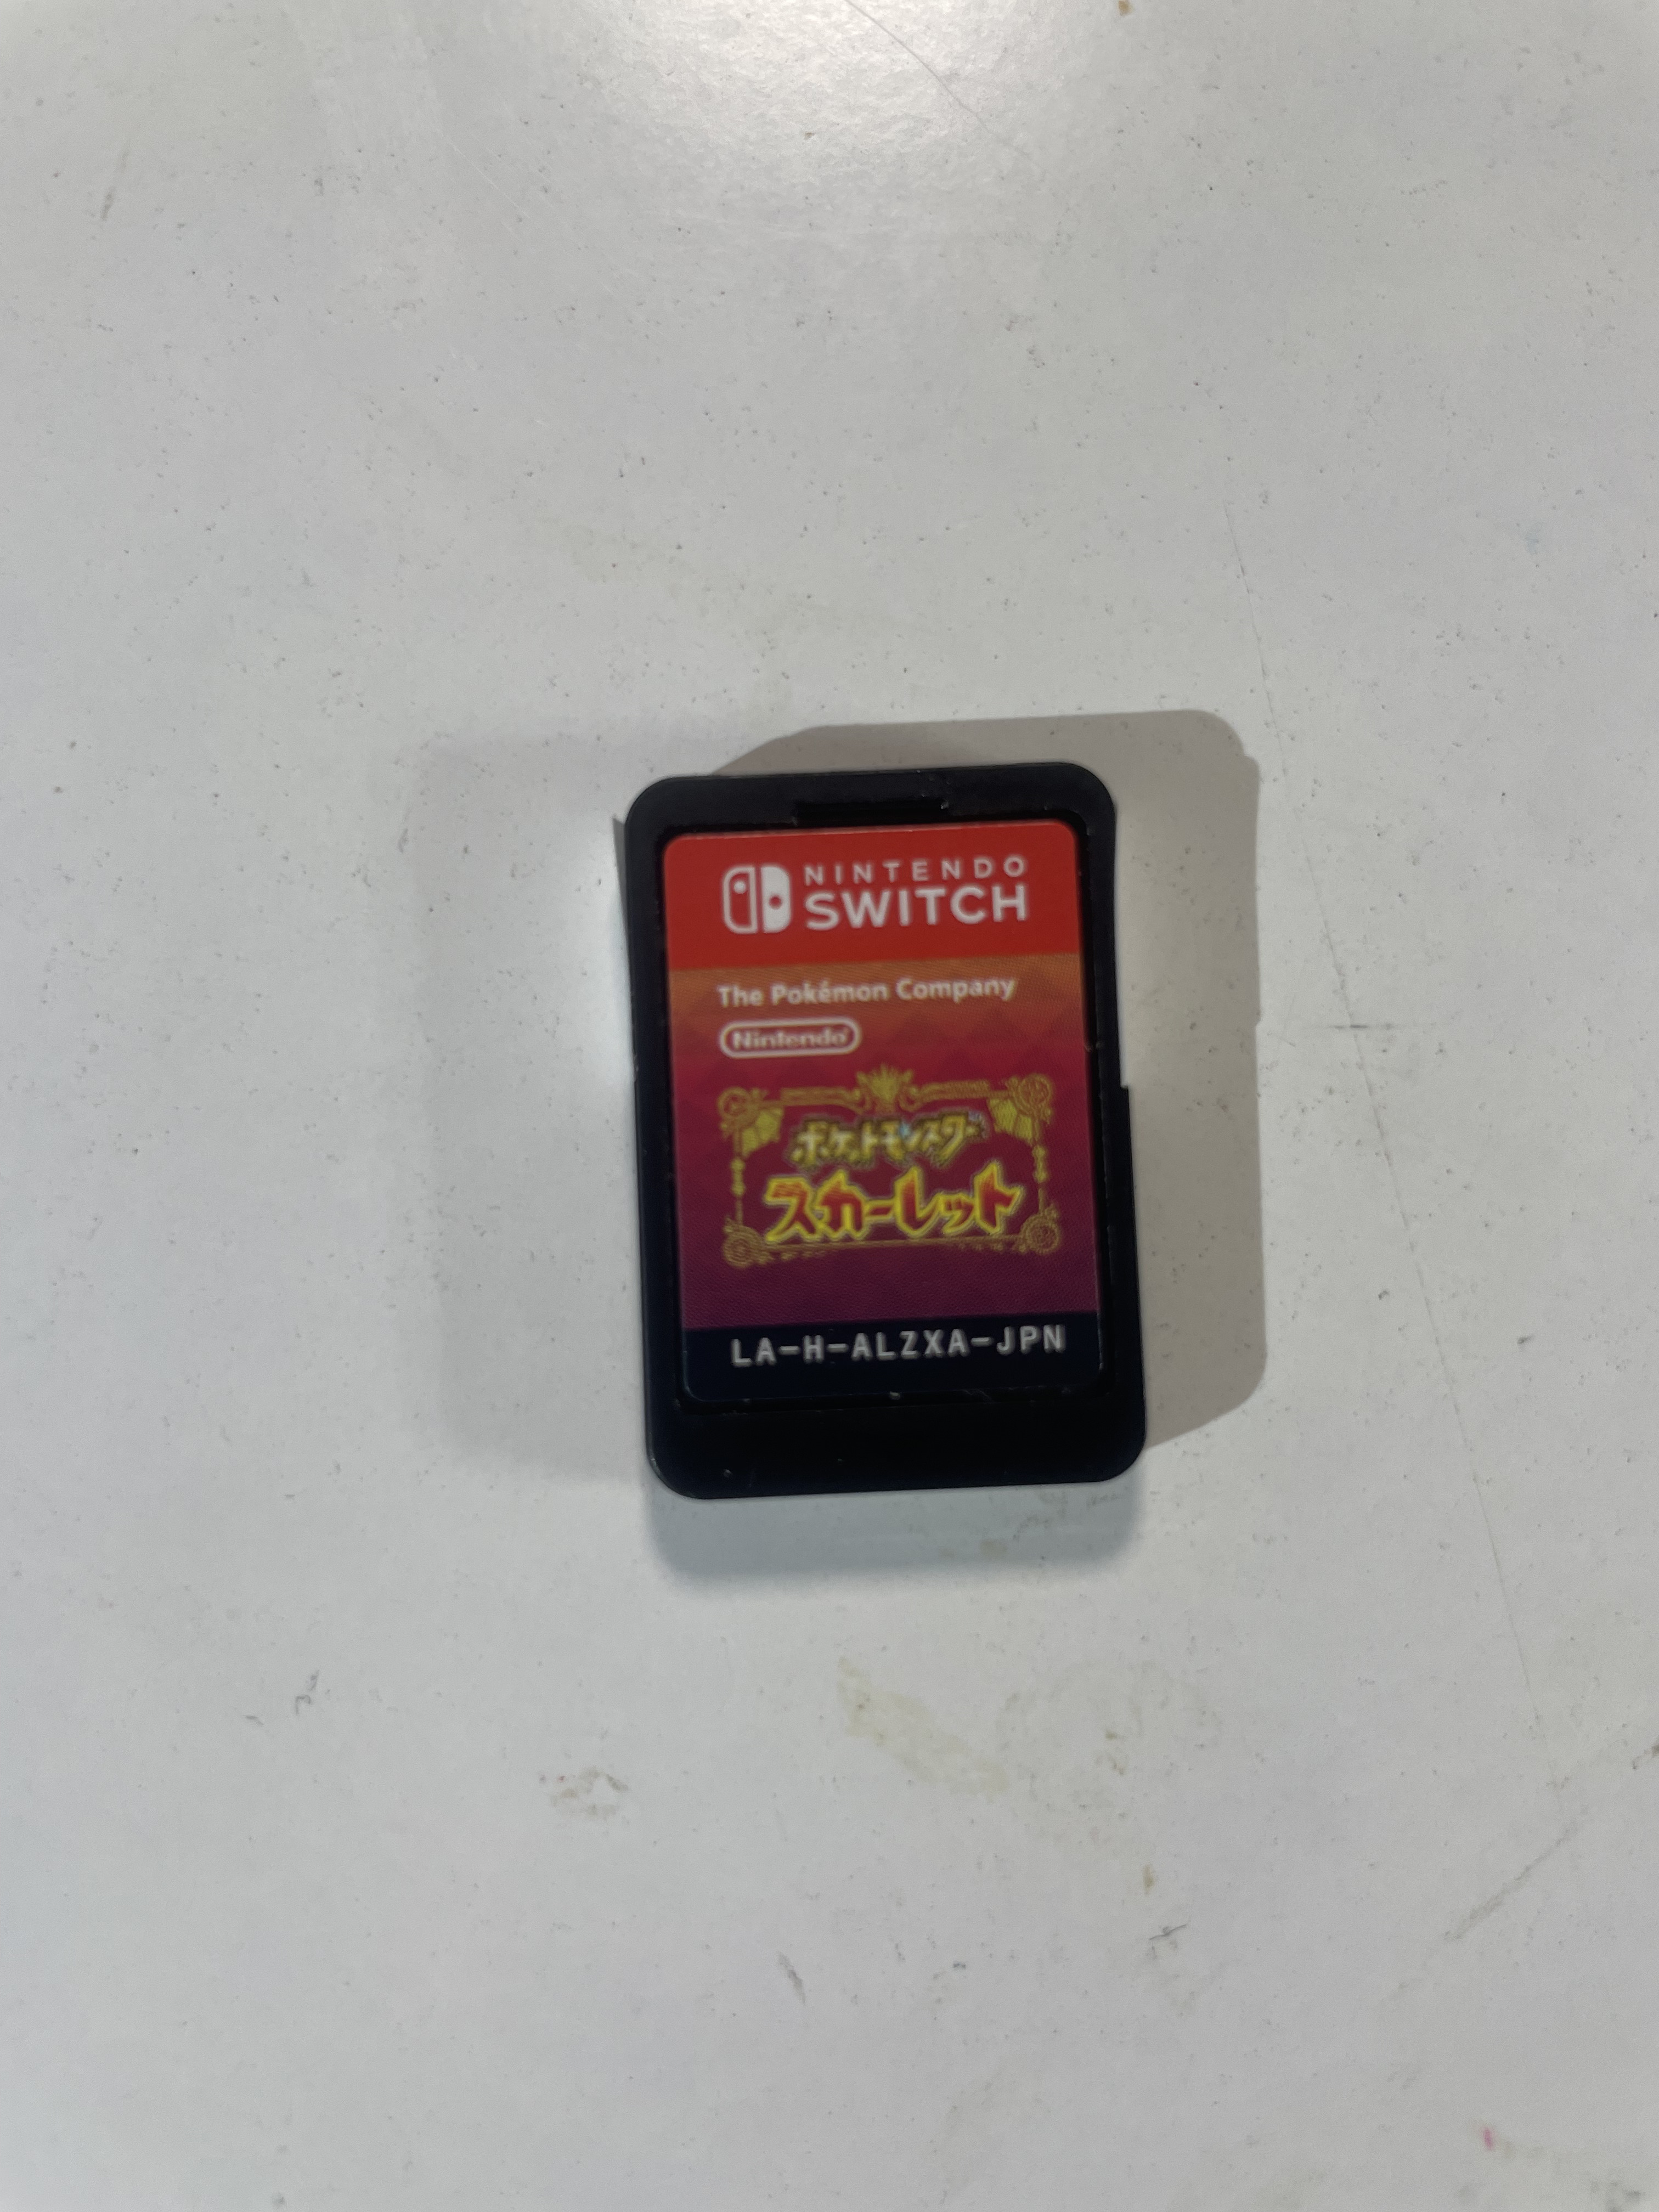 NINTENDO
SWITCH
The Pokémon Company
Nintendo
ポケットモンスター
スカーレット
LA-H-ALZXA-JPN